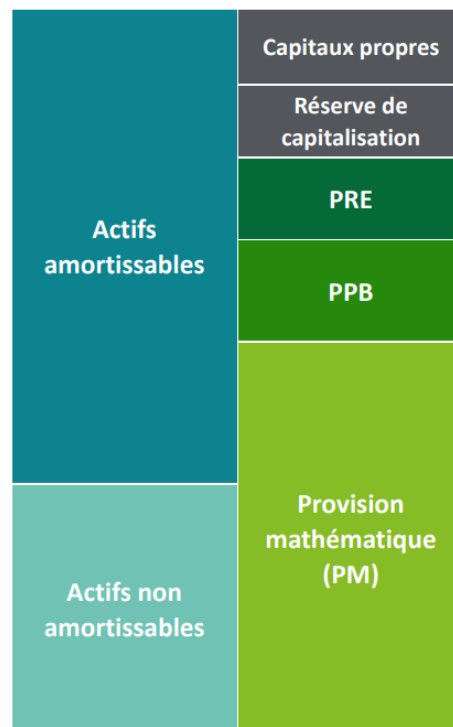 Actifs
amortissables
Actifs non
amortissables
Capitaux propres
Réserve de
capitalisation
PRE
PPB
Provision
mathématique
(PM)